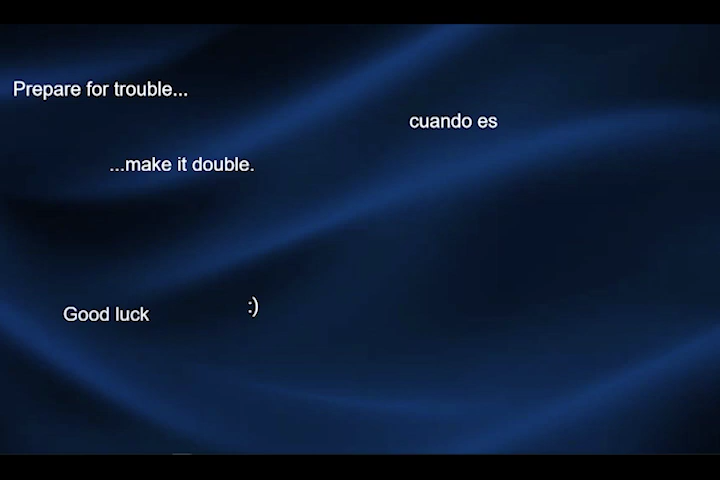 Prepare for trouble...
cuando es
...make it double.
Good luck
:)